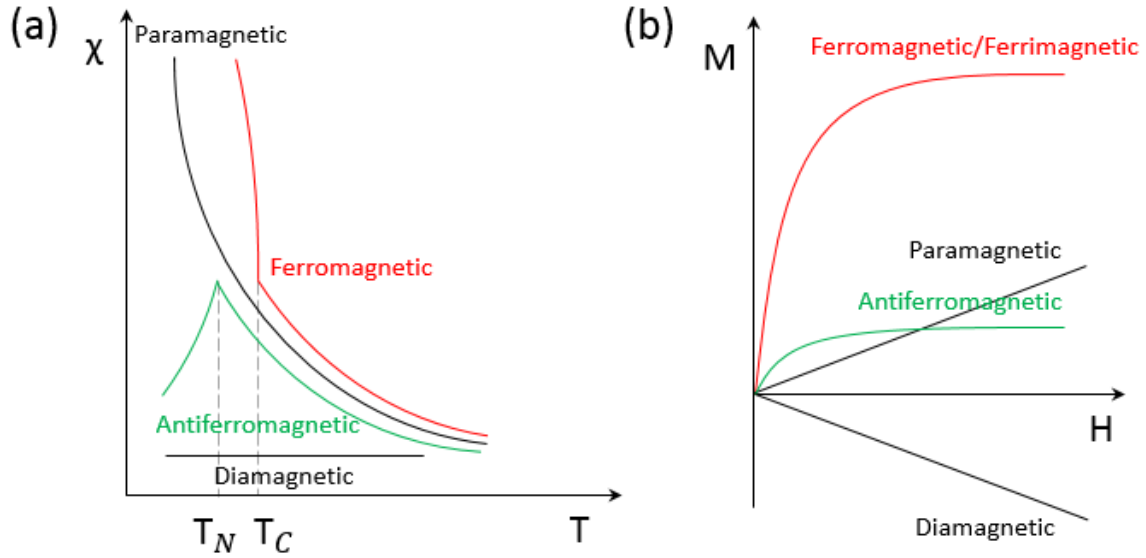 (a)
χ
Paramagnetic
Ferromagnetic
Antiferromagnetic
Diamagnetic
T_N
T_C
T
(b)
M
Ferromagnetic/Ferrimagnetic
Paramagnetic
Antiferromagnetic
H
Diamagnetic